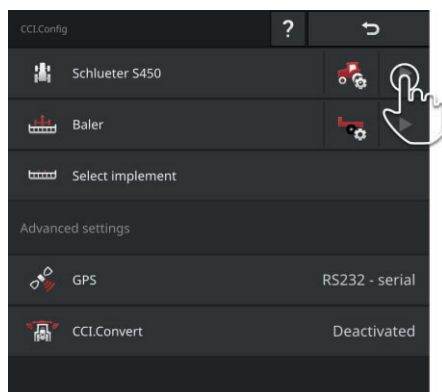 CCI.Config ?
Schlueter S450
Baler
Select implement
Advanced settings
GPS RS232 - serial
CCI.Convert Deactivated